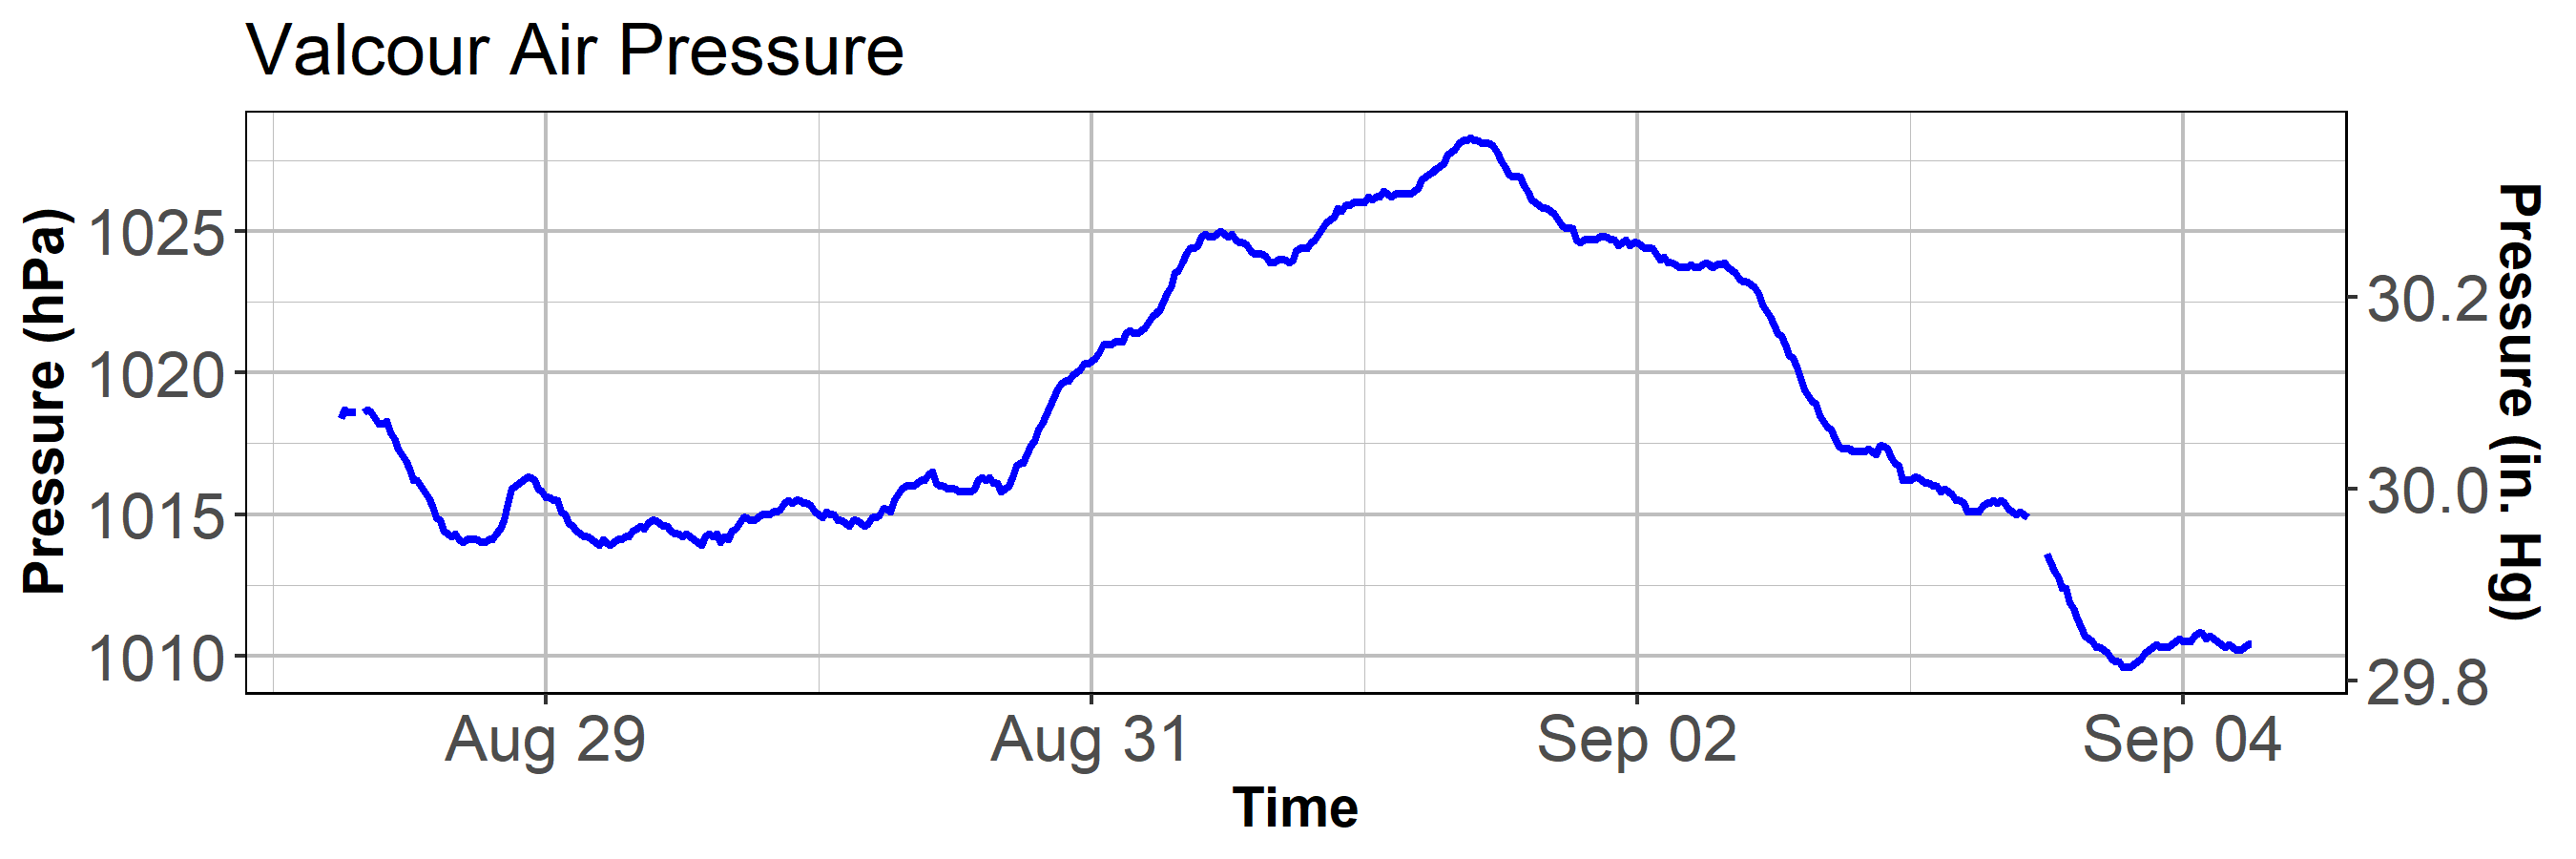 Valcour Air Pressure
Pressure (hPa)
1025
1020
1015
1010
30.2
30.0
29.8
Pressure (in. Hg)
Aug 29
Aug 31
Sep 02
Sep 04
Time